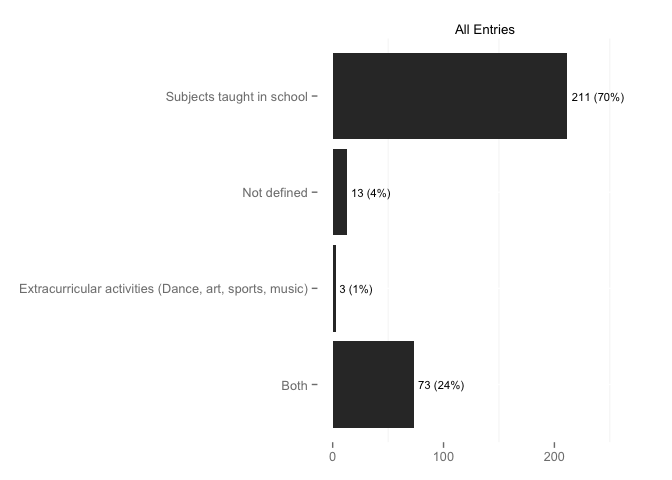 All Entries
Subjects taught in school
211 (70%)
Not defined
13 (4%)
Extracurricular activities (Dance, art, sports, music)
3 (1%)
Both
73 (24%)
0 100 200